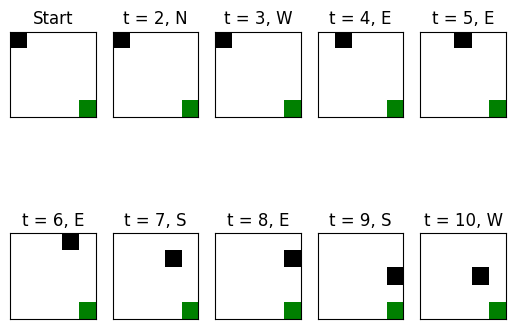 Start
t = 2, N
t = 3, W
t = 4, E
t = 5, E
t = 6, E
t = 7, S
t = 8, E
t = 9, S
t = 10, W